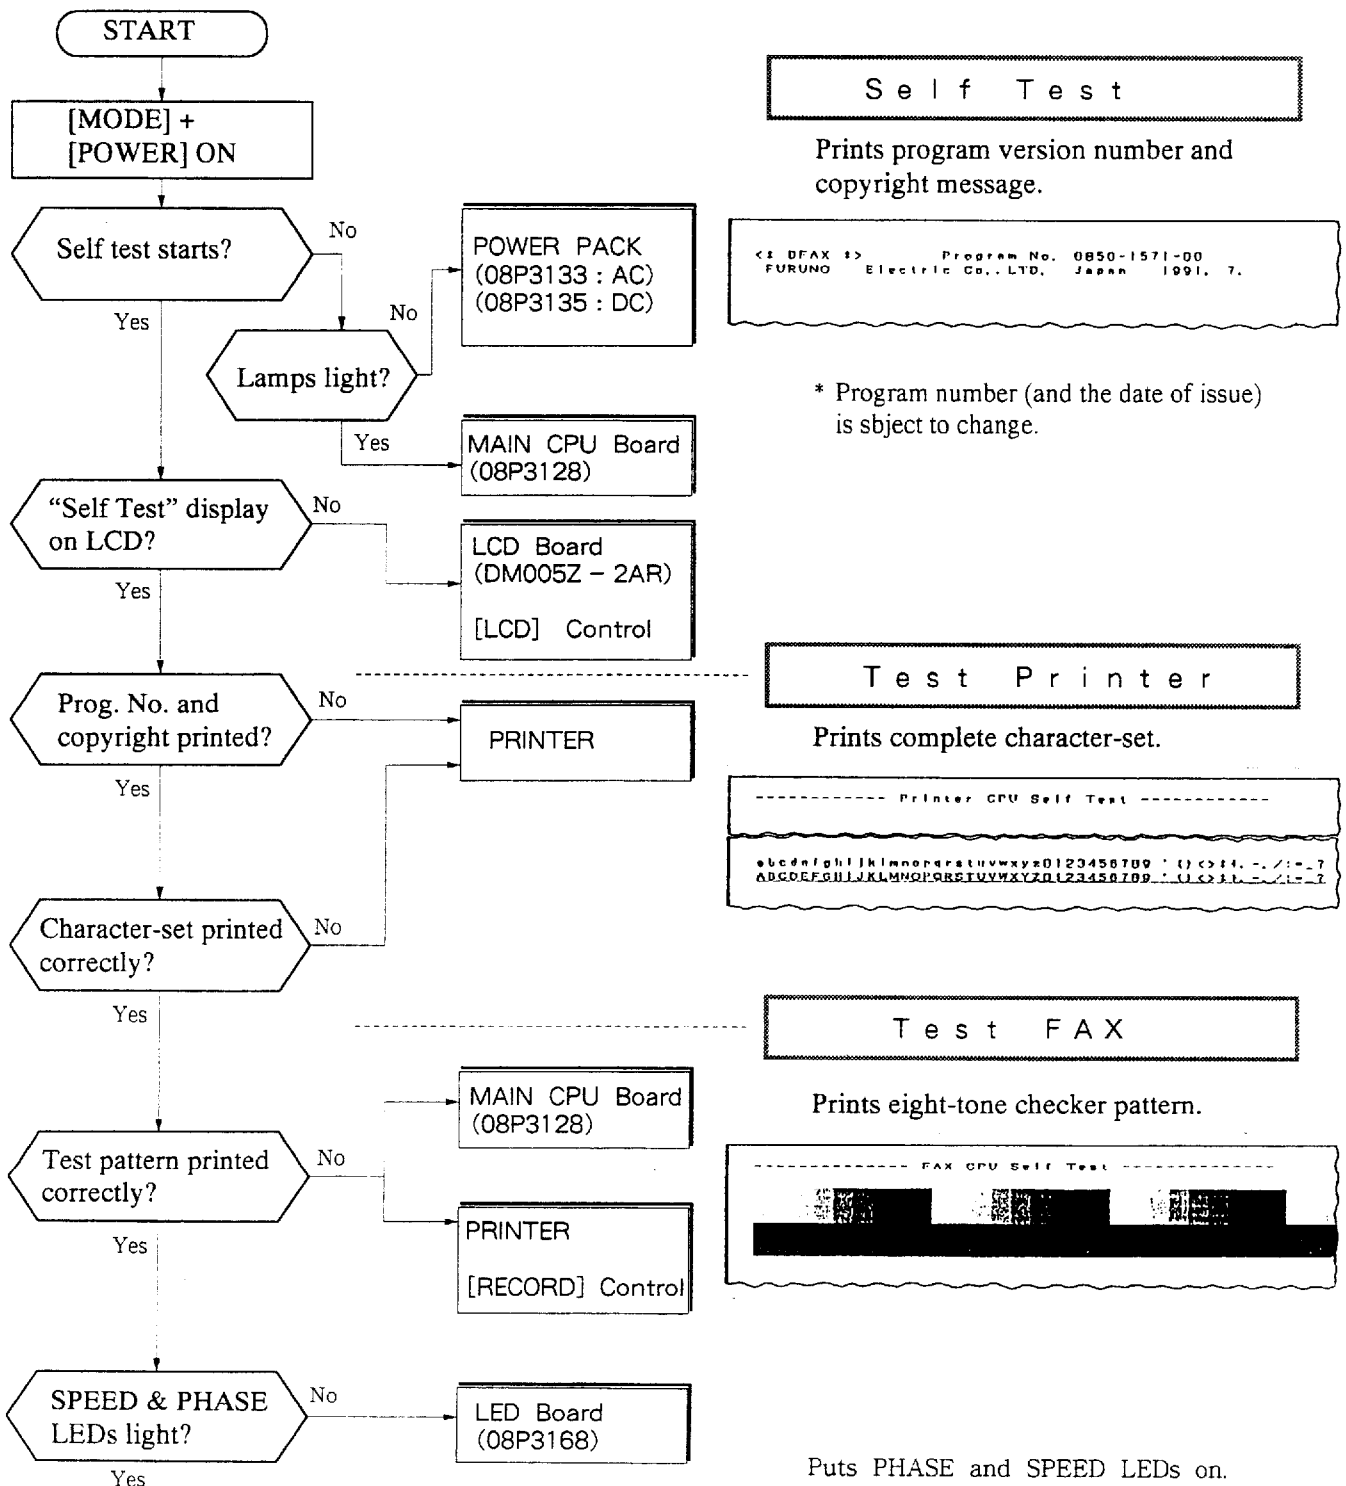 START
[MODE] +
[POWER] ON
Self test starts?
No
Yes
Lamps light?
No
POWER PACK
(08P3133 : AC)
(08P3135 : DC)
Yes
MAIN CPU Board
(08P3128)
“Self Test” display
on LCD?
No
LCD Board
(DM005Z – 2AR)
[LCD] Control
Yes
Prog. No. and
copyright printed?
No
PRINTER
Yes
Character-set printed
correctly?
No
Yes
Test pattern printed
correctly?
No
MAIN CPU Board
(08P3128)
PRINTER
[RECORD] Control
Yes
SPEED & PHASE
LEDs light?
No
LED Board
(08P3168)
Yes
Self Test
Prints program version number and
copyright message.
DFAX Program No. 0850-1571-00
FURUNO Electric Co., LTD. Japan 1991. 7.
* Program number (and the date of issue)
is sbject to change.
Test Printer
Prints complete character-set.
------------ Printer CPU Self Test ------------
abcdefghijklmnopqrstuvwxyz0123456789
ABCDEFGHIJKLMNOPQRSTUVWXYZ0123456789
Test FAX
Prints eight-tone checker pattern.
--------------- FAX CPU Self Test ---------------
Puts PHASE and SPEED LEDs on.